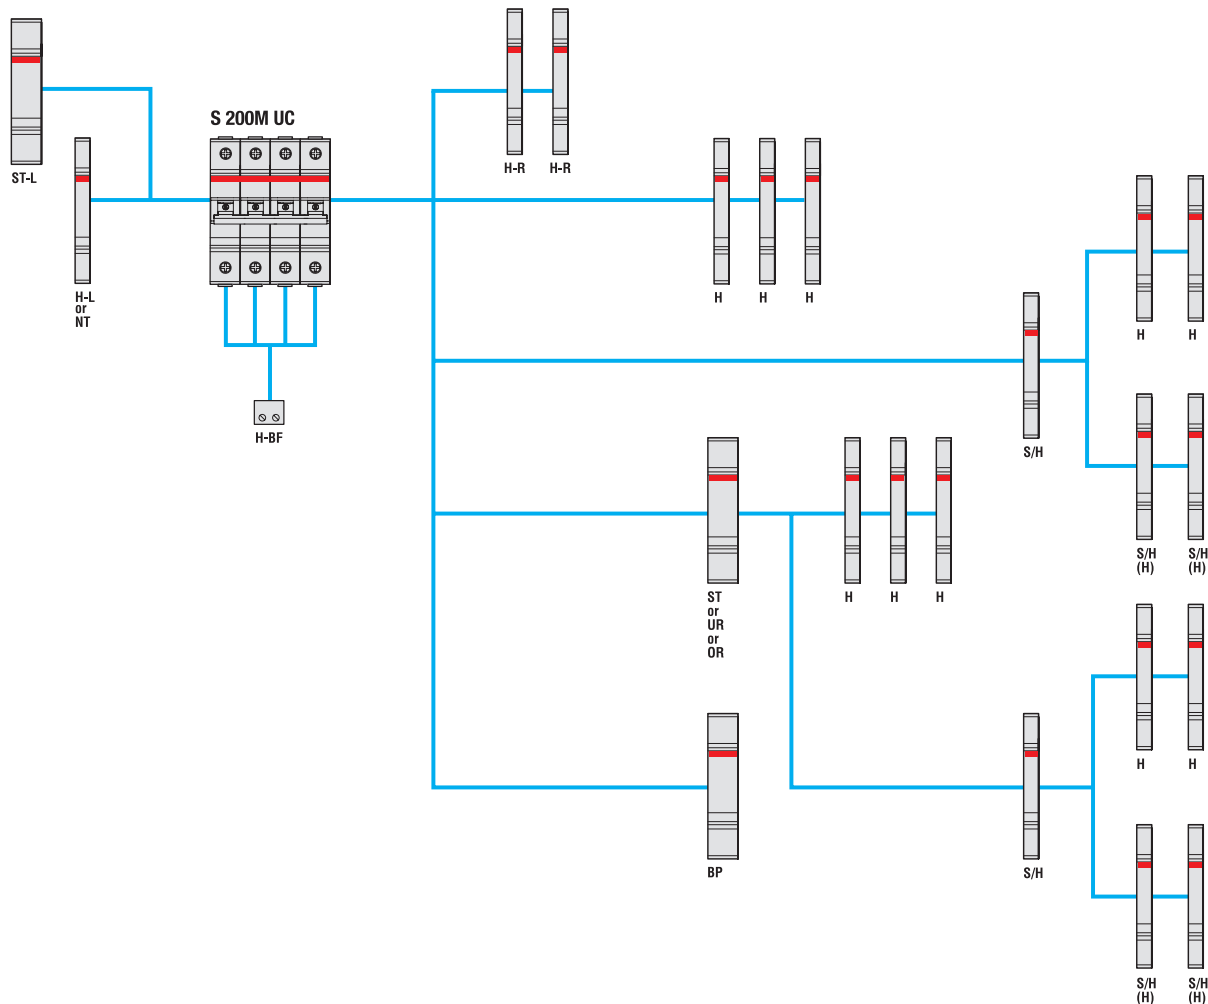 S 200M UC
H-R
H-R
ST-L
H
H
H
H-L
or
NT
H
H
H-BF
S/H
S/H
(H)
S/H
(H)
ST
or
UR
or
OR
H
H
H
H
H
BP
S/H
S/H
(H)
S/H
(H)